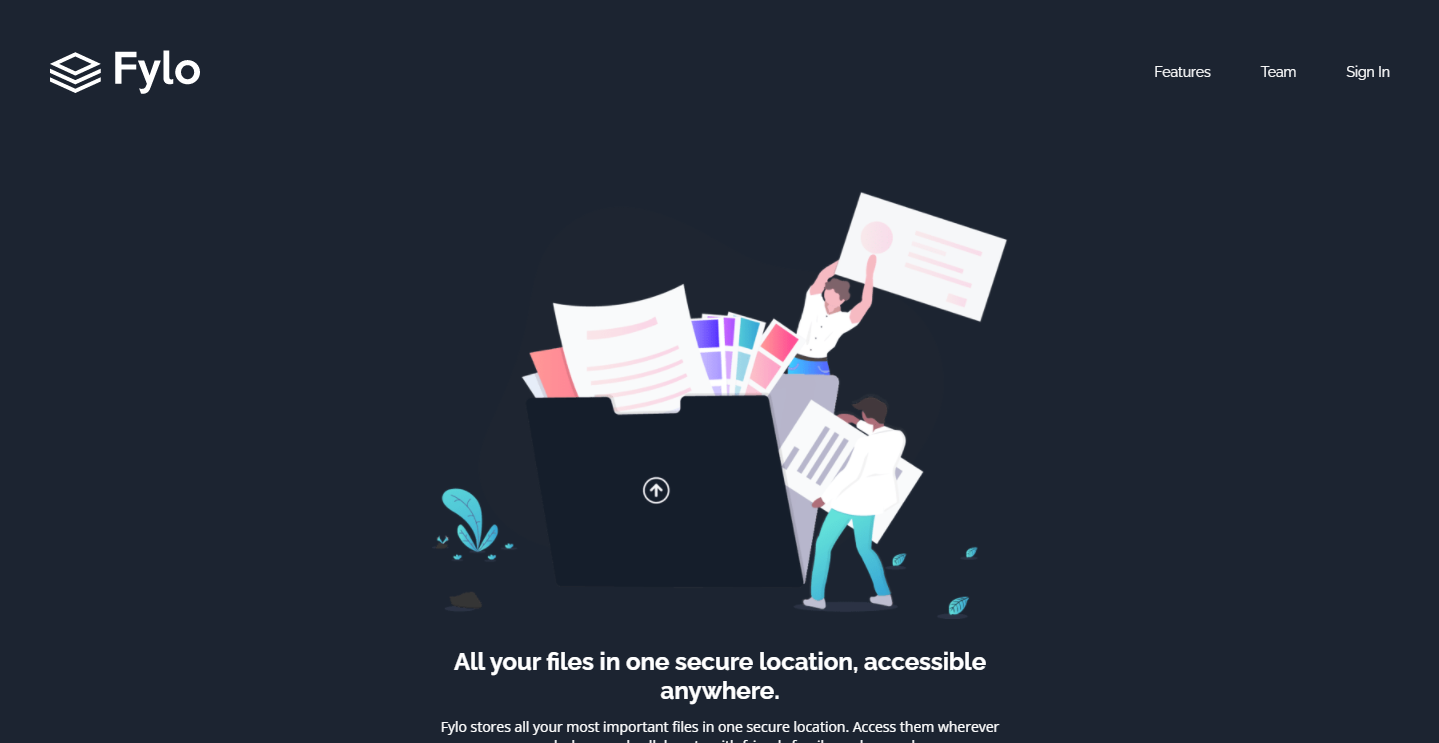 Fylo
Features
Team
Sign In
All your files in one secure location, accessible
anywhere.
Fylo stores all your most important files in one secure location. Access them wherever